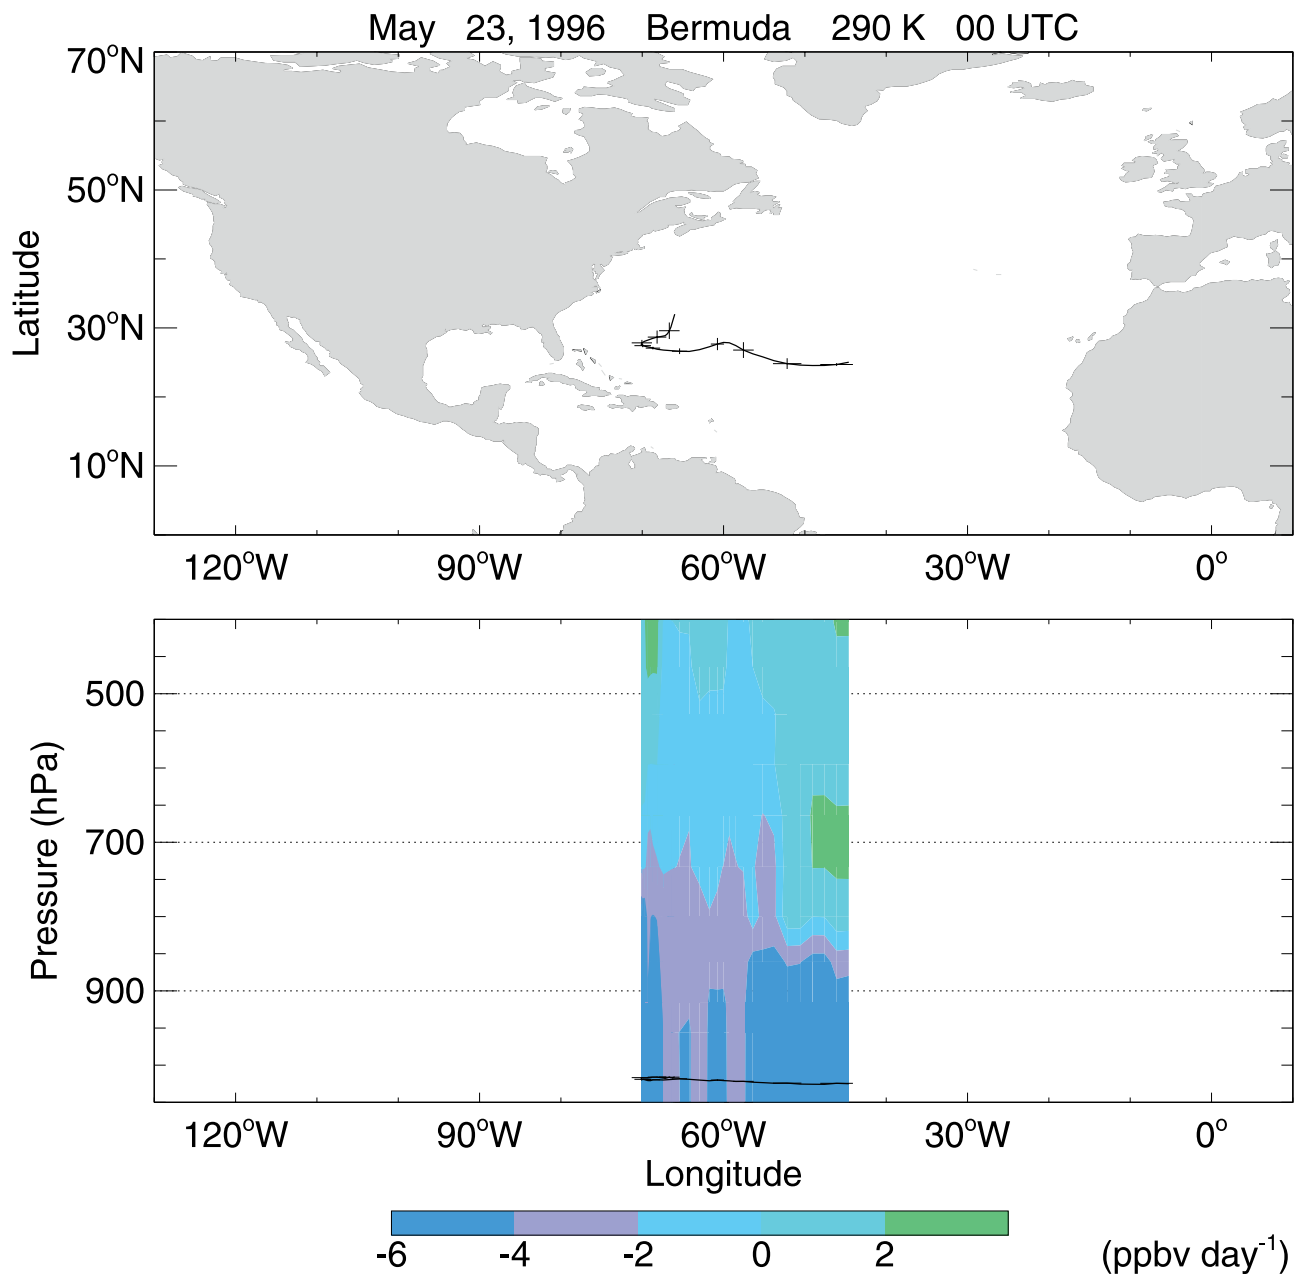 May 23, 1996 Bermuda 290 K 00 UTC
70°N
50°N
30°N
10°N
Latitude
120°W 90°W 60°W 30°W 0°
500
700
900
Pressure (hPa)
120°W 90°W 60°W 30°W 0°
Longitude
-6 -4 -2 0 2 (ppbv day⁻¹)